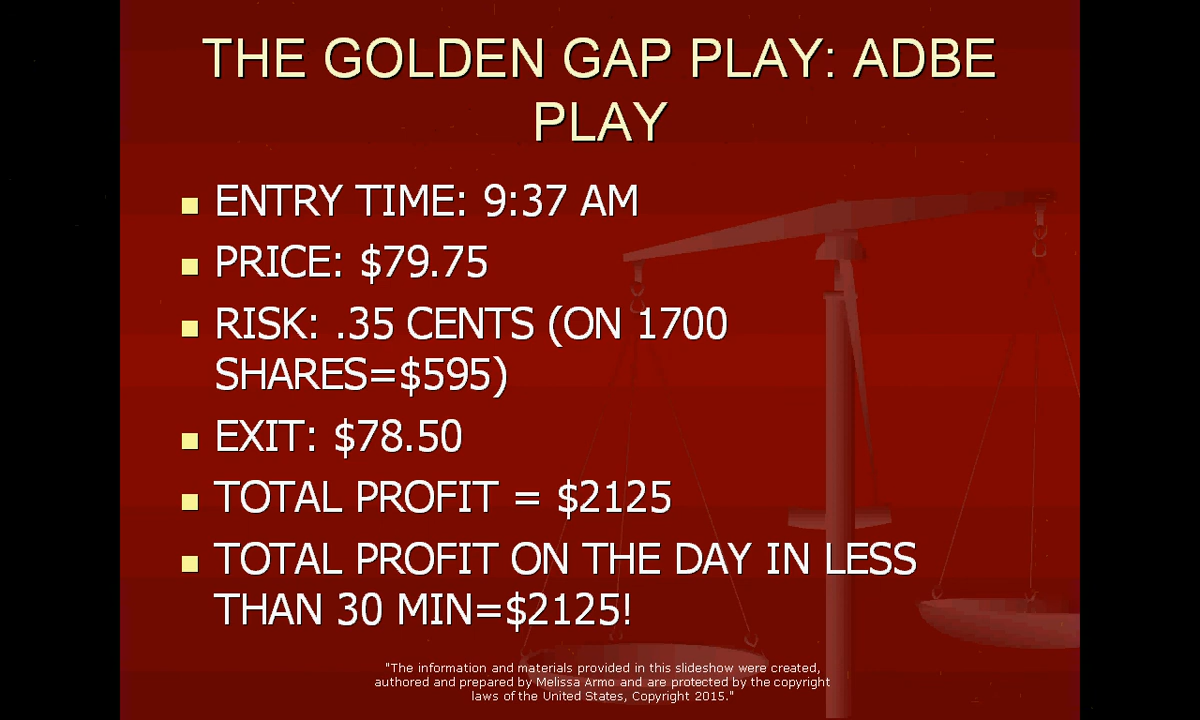 THE GOLDEN GAP PLAY: ADBE
PLAY
ENTRY TIME: 9:37 AM
PRICE: $79.75
RISK: .35 CENTS (ON 1700
SHARES=$595)
EXIT: $78.50
TOTAL PROFIT = $2125
TOTAL PROFIT ON THE DAY IN LESS
THAN 30 MIN=$2125!
"The information and materials provided in this slideshow were created,
authored and prepared by Melissa Armo and are protected by the copyright
laws of the United States, Copyright 2015."